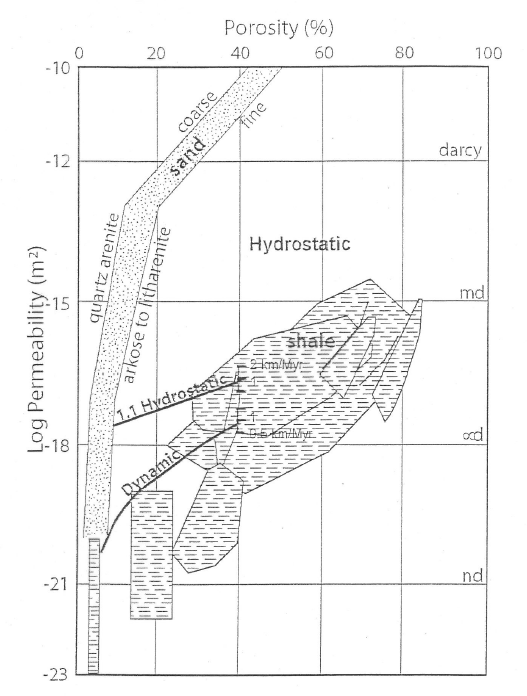 Porosity (%)
0 20 40 60 80 100
-10
coarse
fine
sand
-12
darcy
Hydrostatic
quartz arenite
arkose to litharenite
-15
md
Log Permeability (m²)
shale
2 km/Myr
1
1.1 Hydrostatic
1
0.5 km/Myr
-18
∝d
Dynamic
-21
nd
-23